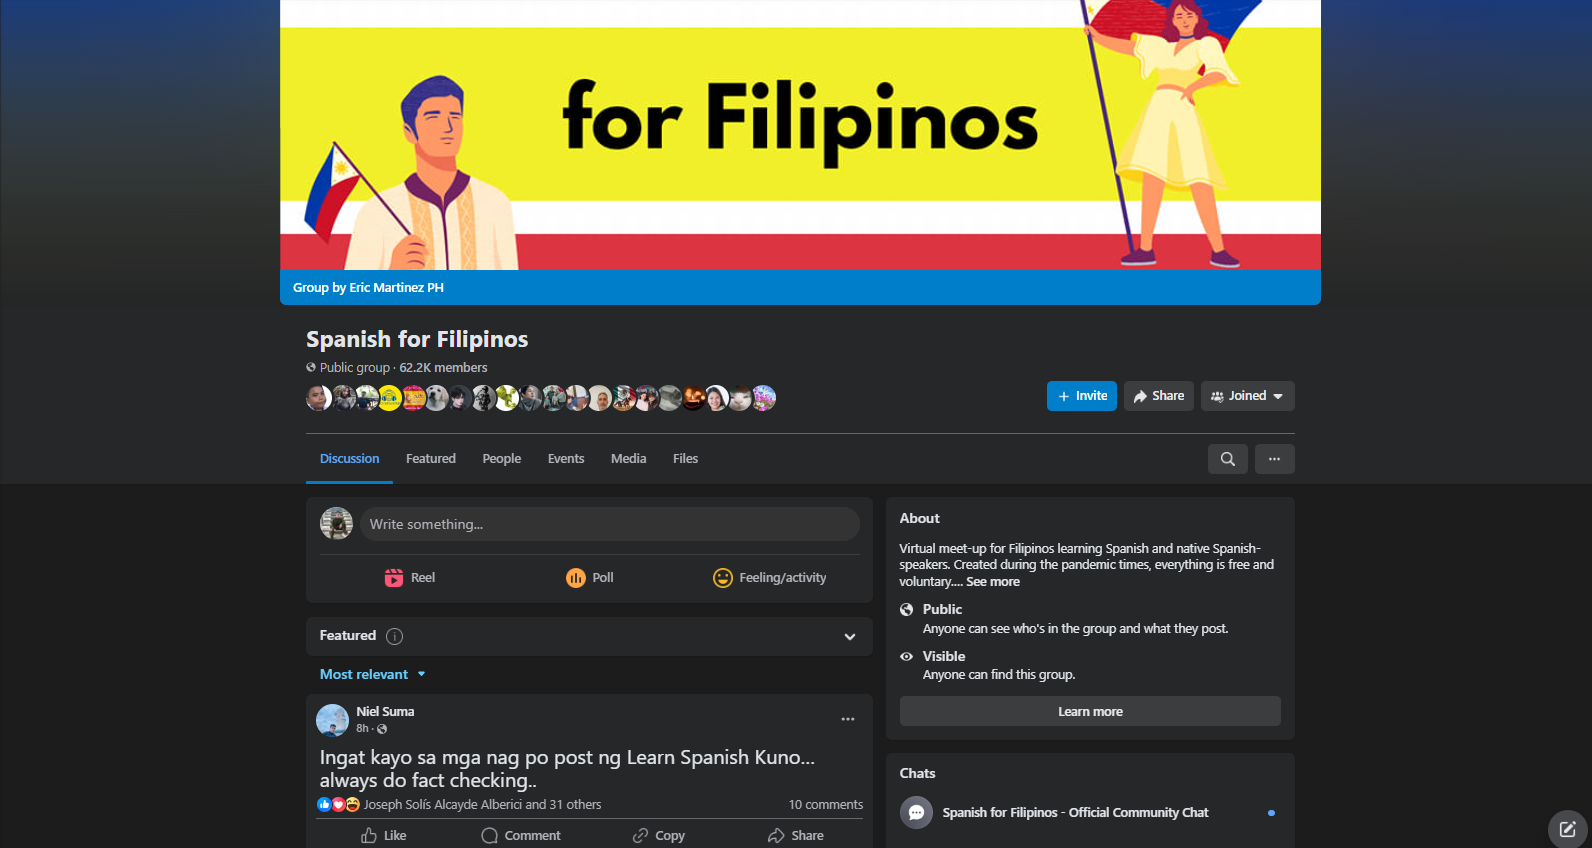 for Filipinos
Group by Eric Martinez PH
Spanish for Filipinos
Public group · 62.2K members
Invite
Share
Joined
Discussion
Featured
People
Events
Media
Files
Write something...
Reel
Poll
Feeling/activity
Featured
Most relevant
Niel Suma
8h ·
Ingat kayo sa mga nag po post ng Learn Spanish Kuno...
always do fact checking..
Joseph Solís Alcayde Alberici and 31 others
10 comments
Like
Comment
Copy
Share
About
Virtual meet-up for Filipinos learning Spanish and native Spanish-
speakers. Created during the pandemic times, everything is free and
voluntary.... See more
Public
Anyone can see who's in the group and what they post.
Visible
Anyone can find this group.
Learn more
Chats
Spanish for Filipinos - Official Community Chat